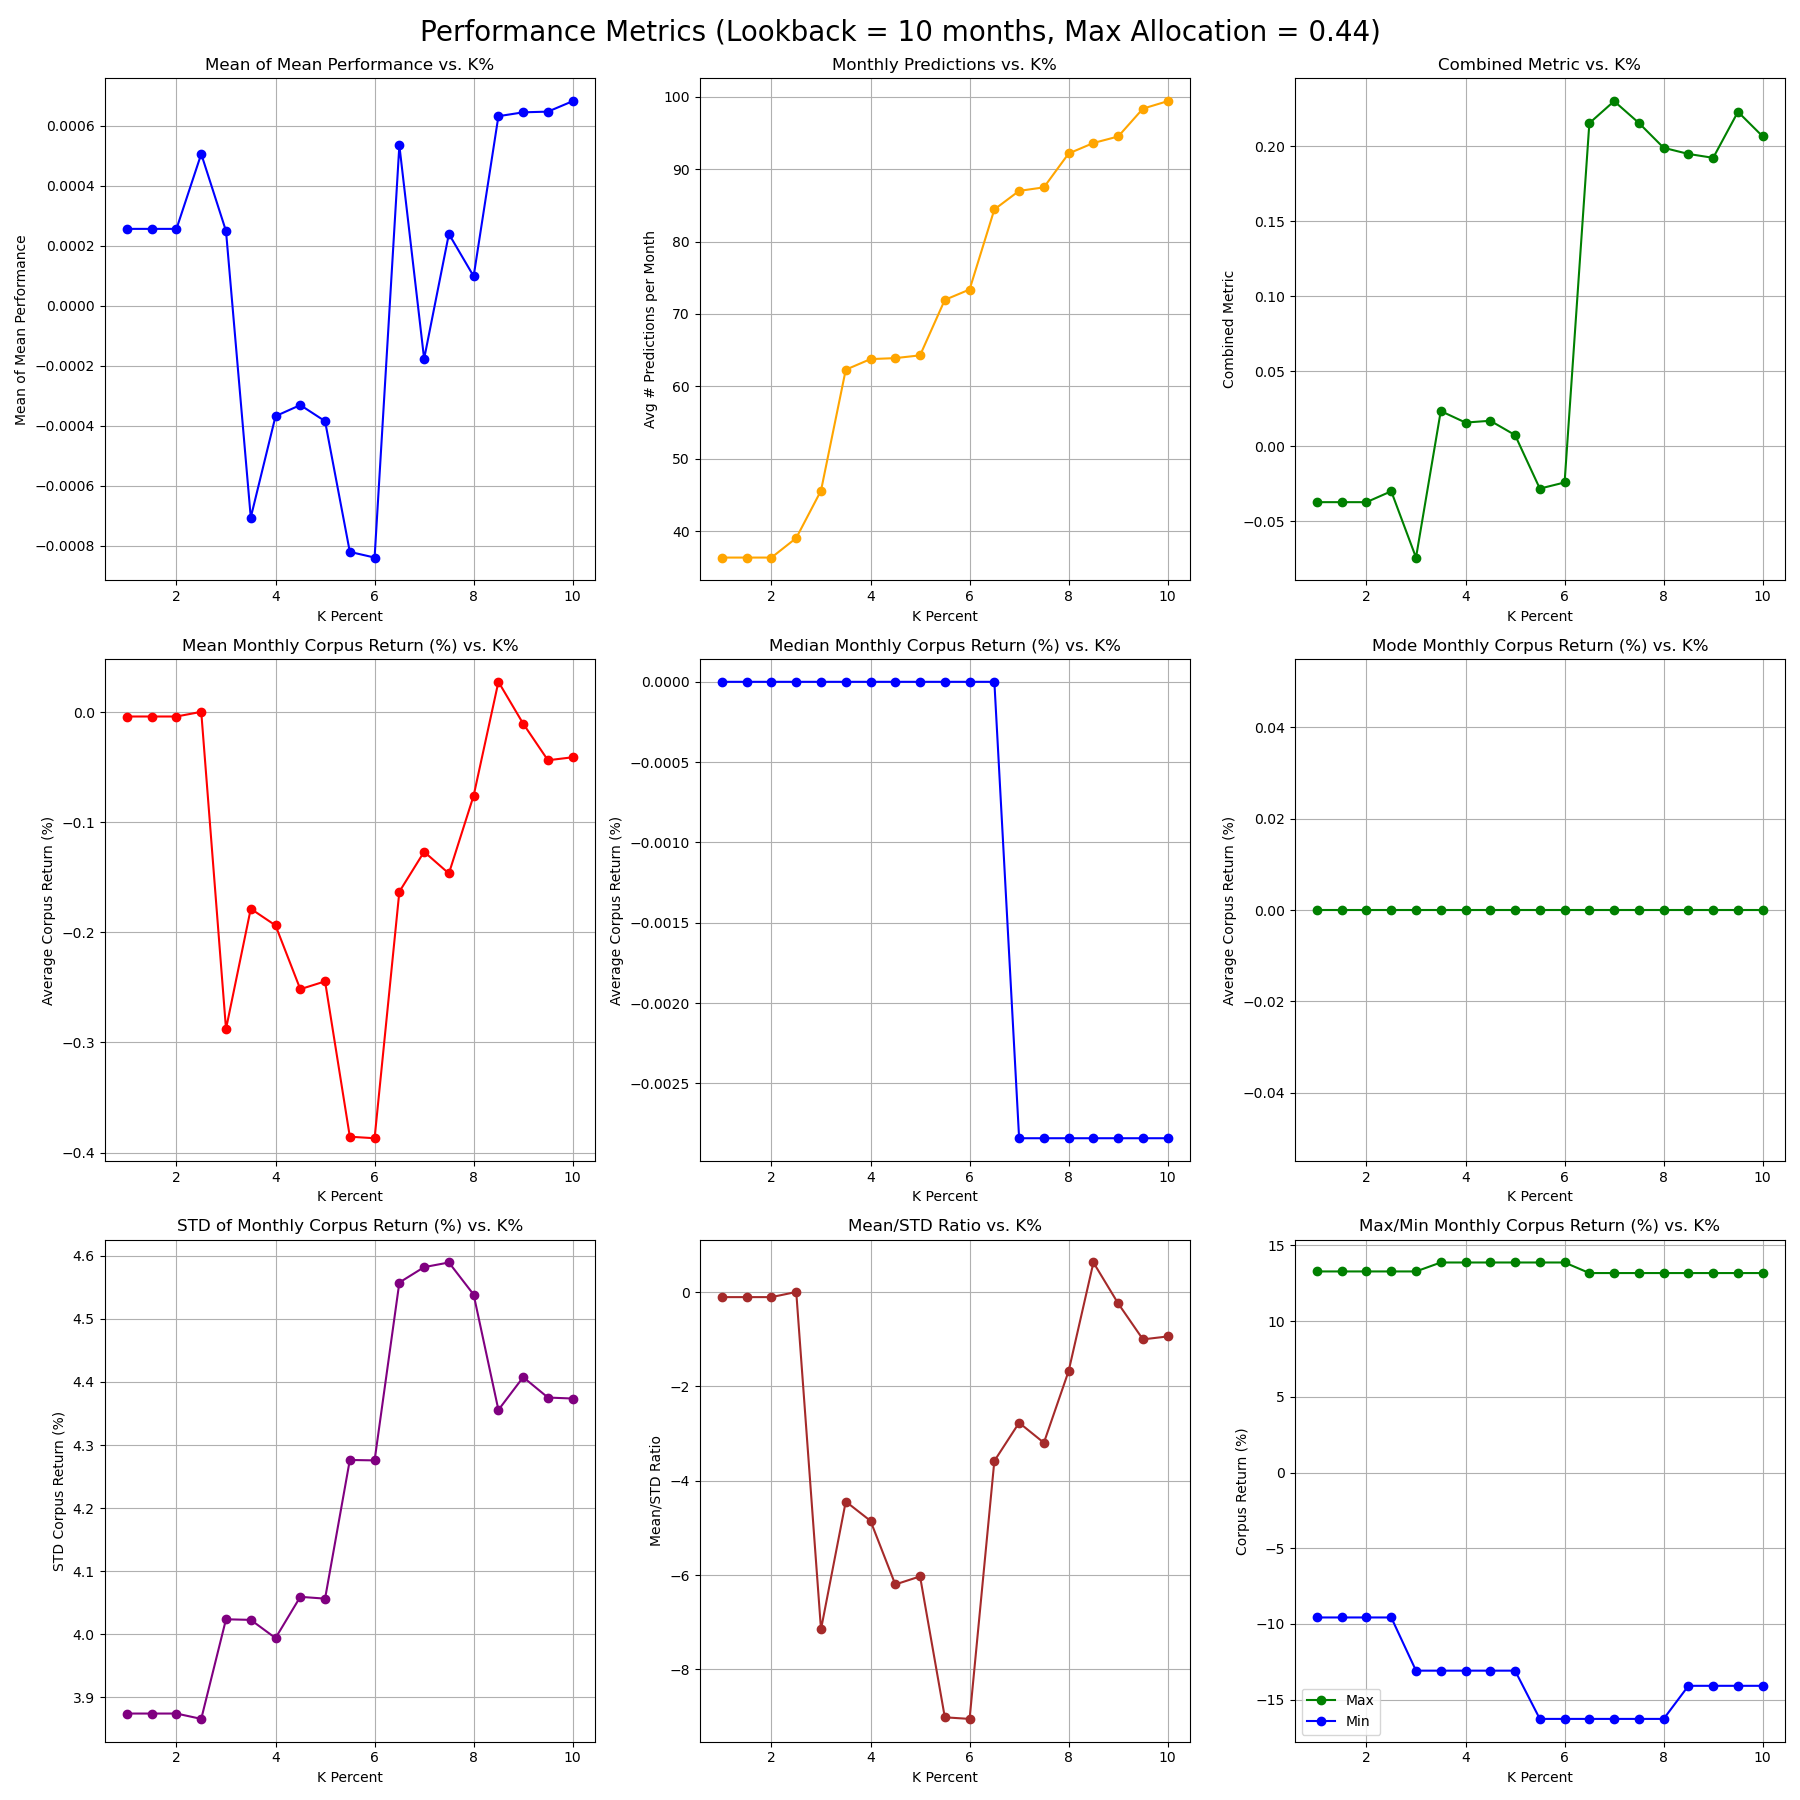 Performance Metrics (Lookback = 10 months, Max Allocation = 0.44)
Mean of Mean Performance vs. K%
Mean of Mean Performance
0.0006
0.0004
0.0002
0.0000
−0.0002
−0.0004
−0.0006
−0.0008
2 4 6 8 10
K Percent
Monthly Predictions vs. K%
Avg # Predictions per Month
100
90
80
70
60
50
40
2 4 6 8 10
K Percent
Combined Metric vs. K%
Combined Metric
0.20
0.15
0.10
0.05
0.00
−0.05
2 4 6 8 10
K Percent
Mean Monthly Corpus Return (%) vs. K%
Average Corpus Return (%)
0.0
−0.1
−0.2
−0.3
−0.4
2 4 6 8 10
K Percent
Median Monthly Corpus Return (%) vs. K%
Average Corpus Return (%)
0.0000
−0.0005
−0.0010
−0.0015
−0.0020
−0.0025
2 4 6 8 10
K Percent
Mode Monthly Corpus Return (%) vs. K%
Average Corpus Return (%)
0.04
0.02
0.00
−0.02
−0.04
2 4 6 8 10
K Percent
STD of Monthly Corpus Return (%) vs. K%
STD Corpus Return (%)
4.6
4.5
4.4
4.3
4.2
4.1
4.0
3.9
2 4 6 8 10
K Percent
Mean/STD Ratio vs. K%
Mean/STD Ratio
0
−2
−4
−6
−8
2 4 6 8 10
K Percent
Max/Min Monthly Corpus Return (%) vs. K%
Corpus Return (%)
15
10
5
0
−5
−10
−15
Max
Min
2 4 6 8 10
K Percent